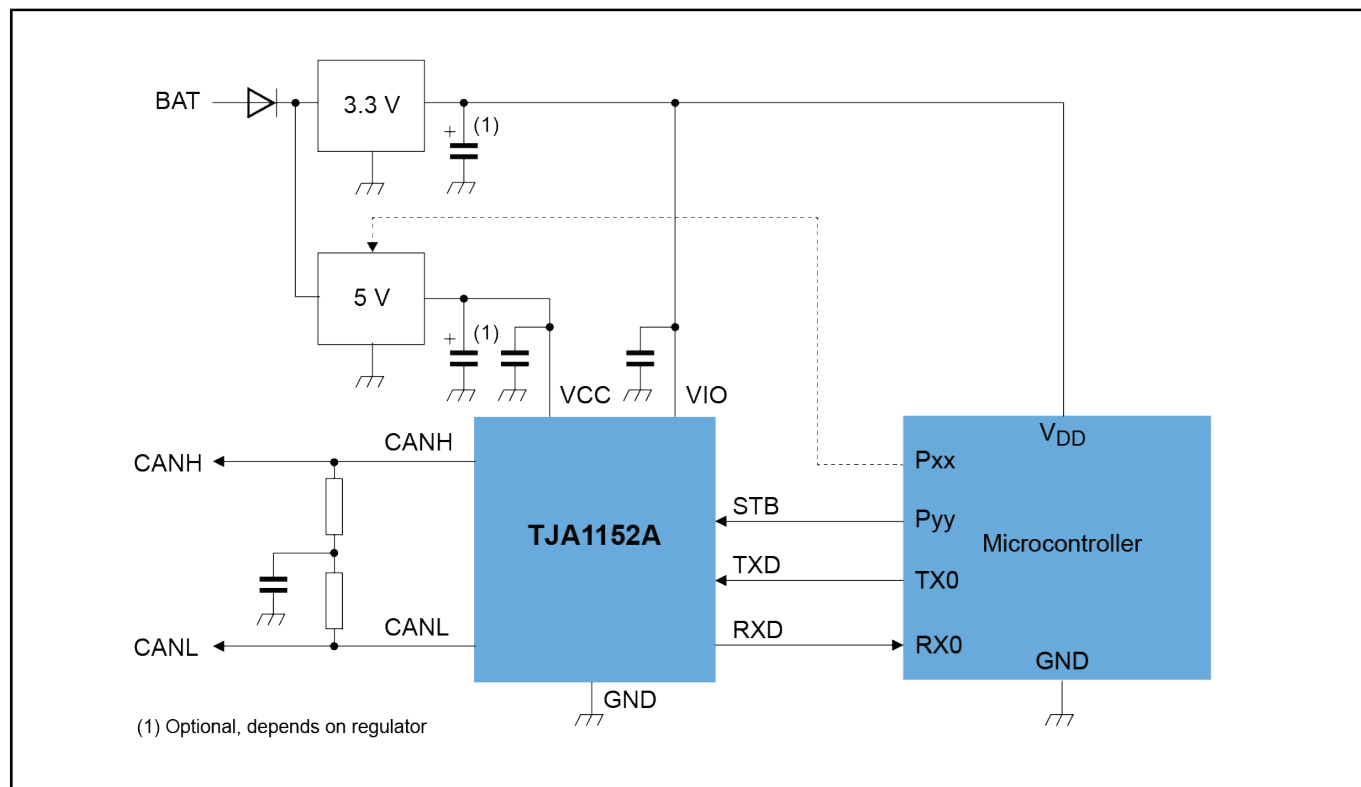 BAT
3.3 V
+
(1)
5 V
+
(1)
VCC
VIO
CANH
CANH
VDD
Pxx
STB
Pyy
TJA1152A
Microcontroller
TXD
TX0
CANL
CANL
RXD
RX0
GND
GND
(1) Optional, depends on regulator